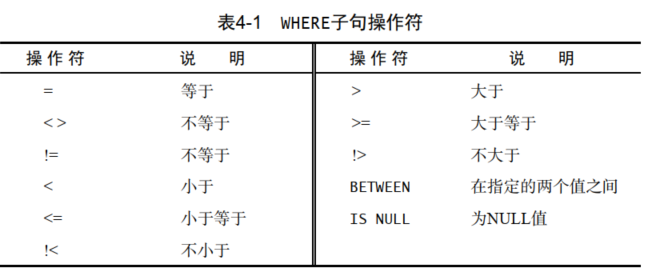 表4-1 WHERE子句操作符
操作符 说 明 操作符 说 明
= 等于 > 大于
<> 不等于 >= 大于等于
!= 不等于 !> 不大于
< 小于 BETWEEN 在指定的两个值之间
<= 小于等于 IS NULL 为NULL值
!< 不小于